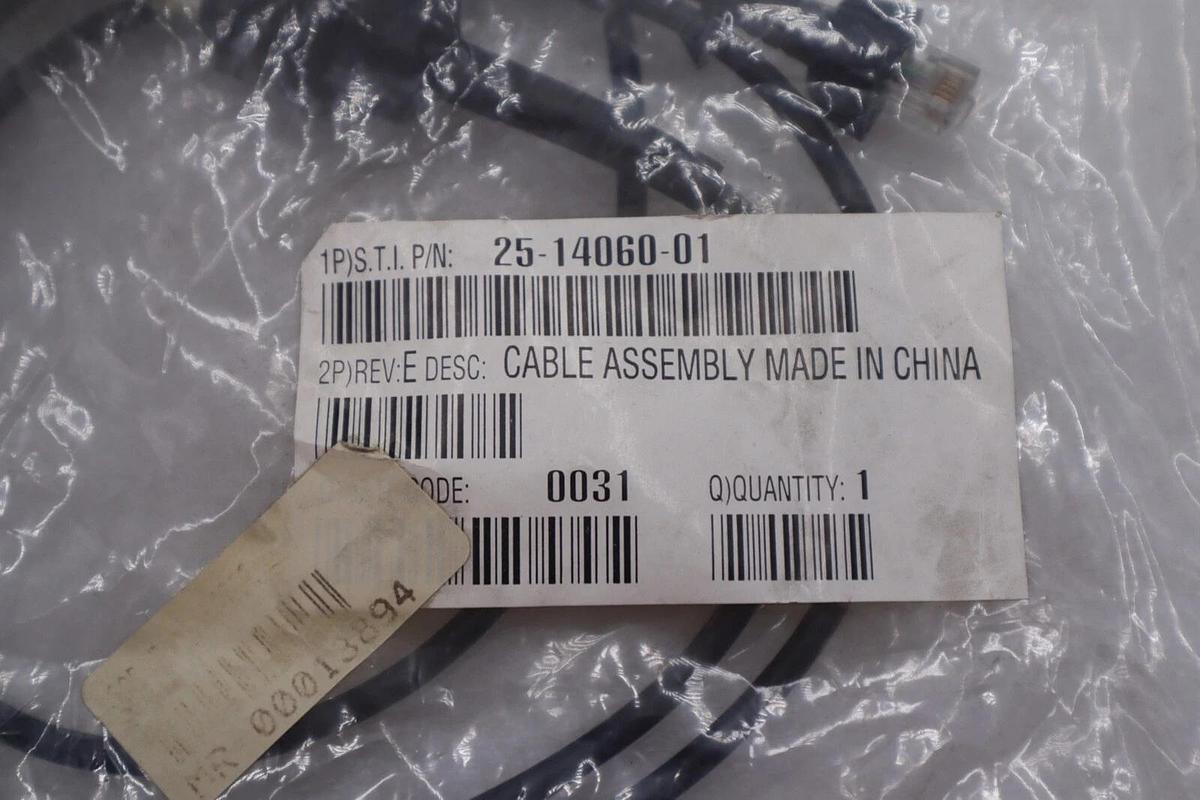 1P)S.T.I. P/N: 25-14060-01
2P)REV:E DESC: CABLE ASSEMBLY MADE IN CHINA
ODE: 0031 Q)QUANTITY: 1
00013894